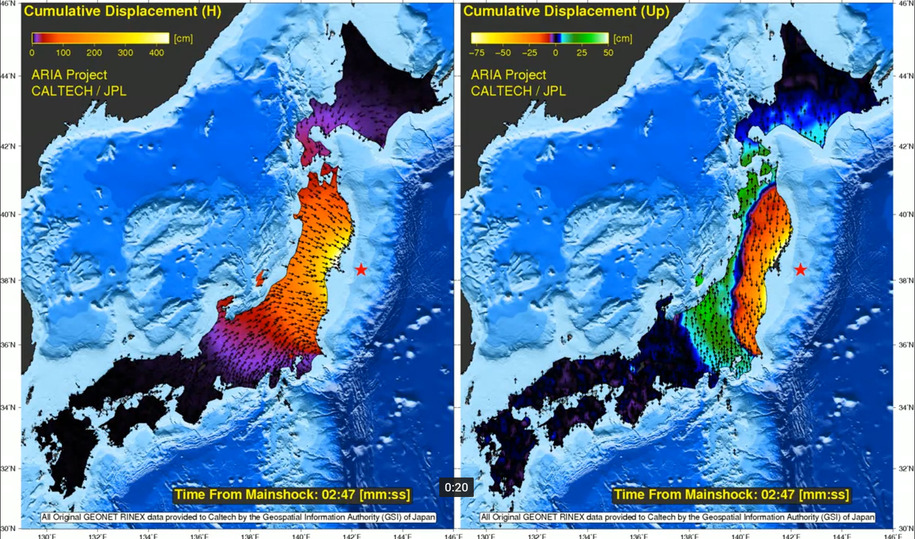 Cumulative Displacement (H)
[cm]
0 100 200 300 400
ARIA Project
CALTECH / JPL
44°N
42°N
40°N
38°N
36°N
34°N
32°N
30°N
Time From Mainshock: 02:47 [mm:ss]
All Original GEONET RINEX data provided to Caltech by the Geospatial Information Authority (GSI) of Japan
130°E 132°E 134°E 136°E 138°E 140°E 142°E 144°E
0:20
Cumulative Displacement (Up)
[cm]
−75 −50 −25 0 25 50
ARIA Project
CALTECH / JPL
Time From Mainshock: 02:47 [mm:ss]
All Original GEONET RINEX data provided to Caltech by the Geospatial Information Authority (GSI) of Japan
46°N
44°N
42°N
40°N
38°N
36°N
34°N
32°N
30°N
130°E 132°E 134°E 136°E 138°E 140°E 142°E 144°E